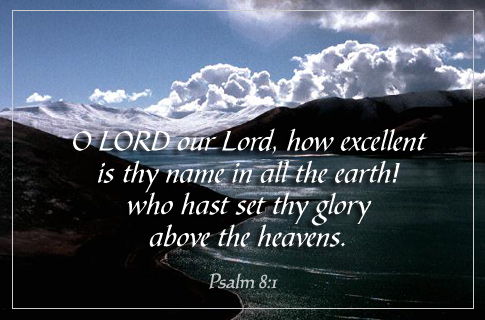 O LORD our Lord, how excellent
is thy name in all the earth!
who hast set thy glory
above the heavens.
Psalm 8:1